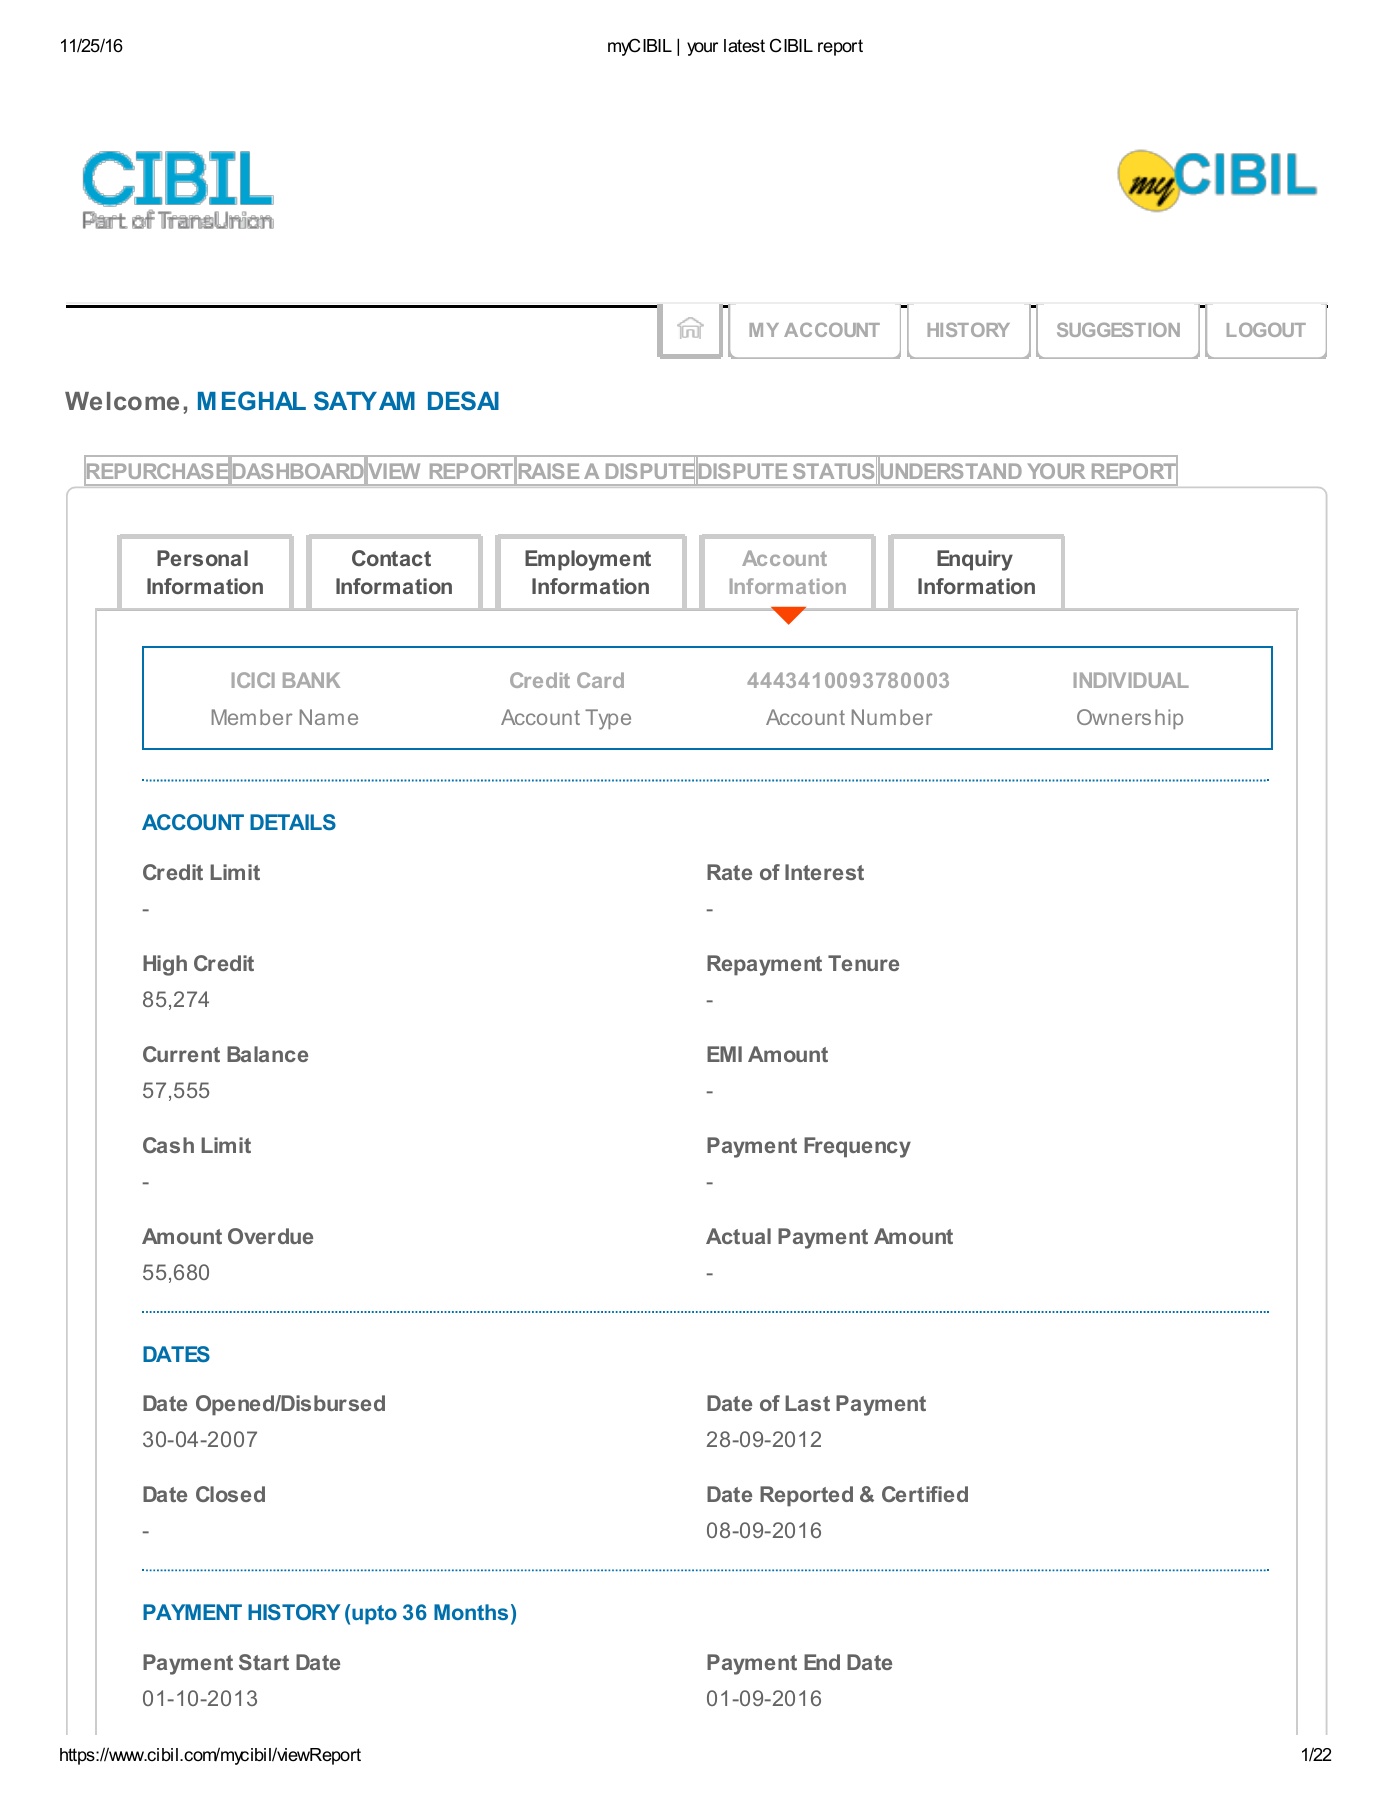 11/25/16 myCIBIL | your latest CIBIL report
CIBIL
Part of TransUnion
myCIBIL
MY ACCOUNT HISTORY SUGGESTION LOGOUT
Welcome, MEGHAL SATYAM DESAI
REPURCHASE DASHBOARD VIEW REPORT RAISE A DISPUTE DISPUTE STATUS UNDERSTAND YOUR REPORT
Personal Information
Contact Information
Employment Information
Account Information
Enquiry Information
ICICI BANK Credit Card 4443410093780003 INDIVIDUAL
Member Name Account Type Account Number Ownership
ACCOUNT DETAILS
Credit Limit Rate of Interest
- -
High Credit Repayment Tenure
85,274 -
Current Balance EMI Amount
57,555 -
Cash Limit Payment Frequency
- -
Amount Overdue Actual Payment Amount
55,680 -
DATES
Date Opened/Disbursed Date of Last Payment
30-04-2007 28-09-2012
Date Closed Date Reported & Certified
- 08-09-2016
PAYMENT HISTORY (upto 36 Months)
Payment Start Date Payment End Date
01-10-2013 01-09-2016
https://www.cibil.com/mycibil/viewReport 1/22